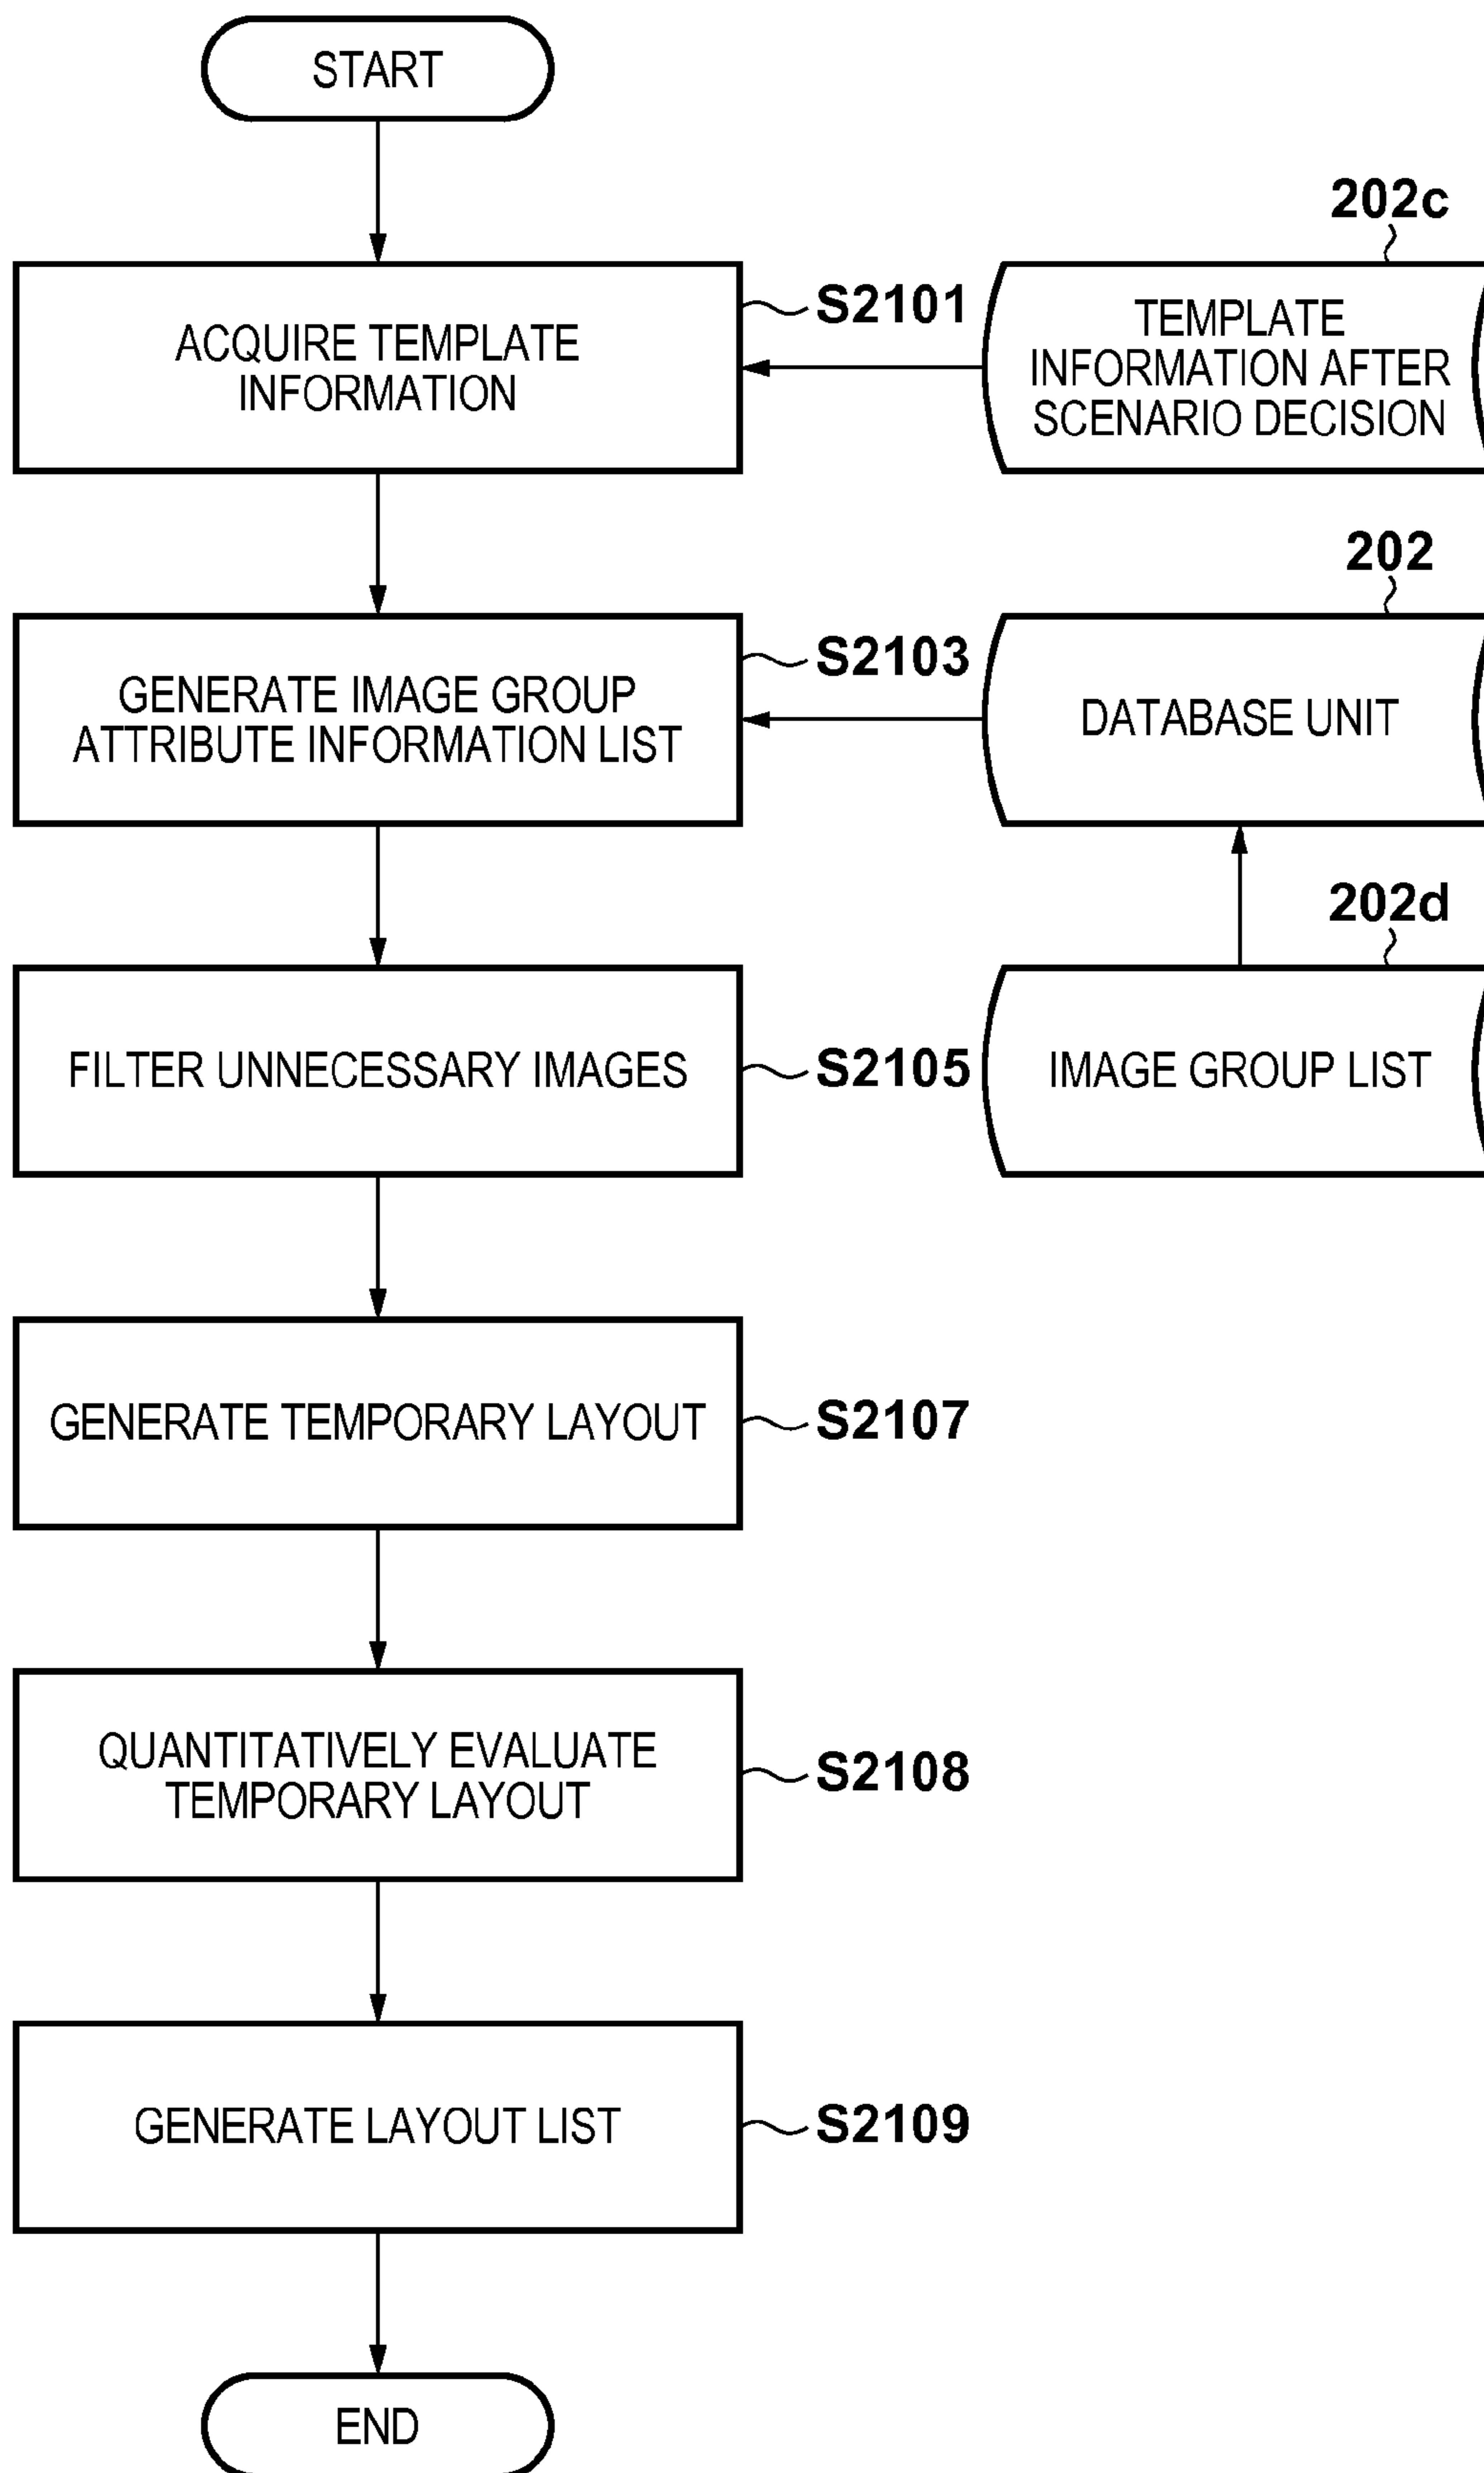 START
202c
S2101
ACQUIRE TEMPLATE
INFORMATION
TEMPLATE
INFORMATION AFTER
SCENARIO DECISION
202
S2103
GENERATE IMAGE GROUP
ATTRIBUTE INFORMATION LIST
DATABASE UNIT
202d
FILTER UNNECESSARY IMAGES
S2105
IMAGE GROUP LIST
GENERATE TEMPORARY LAYOUT
S2107
QUANTITATIVELY EVALUATE
TEMPORARY LAYOUT
S2108
GENERATE LAYOUT LIST
S2109
END